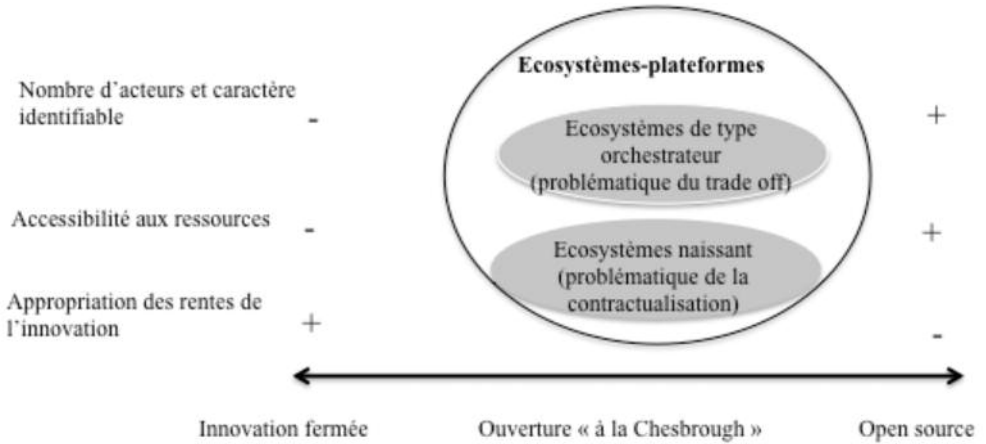 Ecosystèmes-plateformes
Nombre d'acteurs et caractère
identifiable
-
+
Ecosystèmes de type
orchestrateur
(problématique du trade off)
Accessibilité aux ressources
-
+
Ecosystèmes naissant
(problématique de la
contractualisation)
Appropriation des rentes de
l'innovation
+
-
Innovation fermée
Ouverture « à la Chesbrough »
Open source